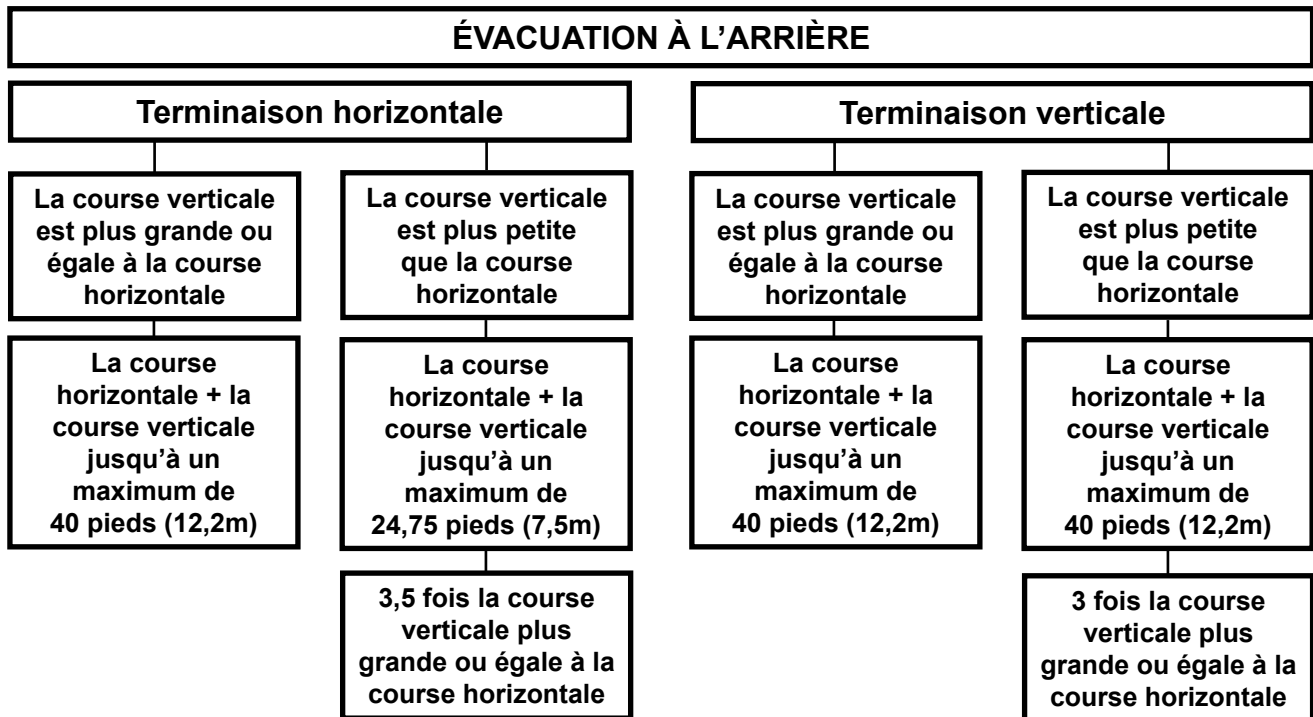 ÉVACUATION À L’ARRIÈRE
Terminaison horizontale
La course verticale
est plus grande ou
égale à la course
horizontale
La course
horizontale + la
course verticale
jusqu’à un
maximum de
40 pieds (12,2m)
La course verticale
est plus petite
que la course
horizontale
La course
horizontale + la
course verticale
jusqu’à un
maximum de
24,75 pieds (7,5m)
3,5 fois la course
verticale plus
grande ou égale à la
course horizontale
Terminaison verticale
La course verticale
est plus grande ou
égale à la course
horizontale
La course
horizontale + la
course verticale
jusqu’à un
maximum de
40 pieds (12,2m)
La course verticale
est plus petite
que la course
horizontale
La course
horizontale + la
course verticale
jusqu’à un
maximum de
40 pieds (12,2m)
3 fois la course
verticale plus
grande ou égale à la
course horizontale